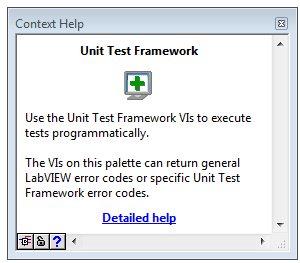 Context Help
Unit Test Framework
Use the Unit Test Framework VIs to execute
tests programmatically.
The VIs on this palette can return general
LabVIEW error codes or specific Unit Test
Framework error codes.
Detailed help
?